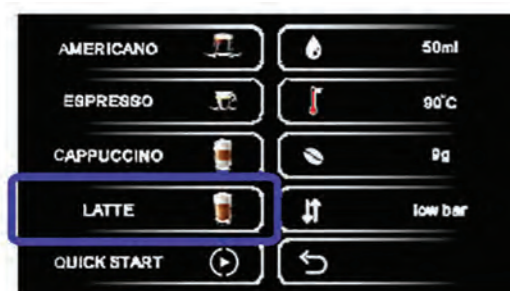 AMERICANO 50ml
ESPRESSO 90°C
CAPPUCCINO 9g
LATTE low bar
QUICK START